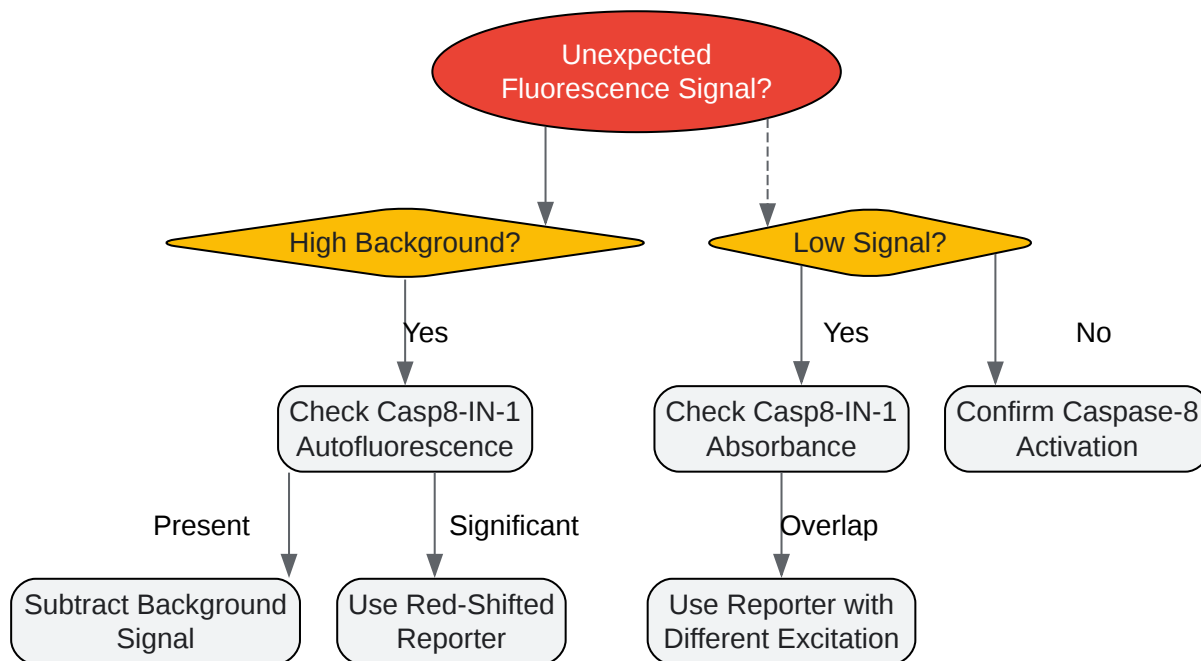 Unexpected
Fluorescence Signal?
High Background?
Low Signal?
Yes
Yes
No
Check Casp8-IN-1
Autofluorescence
Check Casp8-IN-1
Absorbance
Confirm Caspase-8
Activation
Present
Significant
Overlap
Subtract Background
Signal
Use Red-Shifted
Reporter
Use Reporter with
Different Excitation